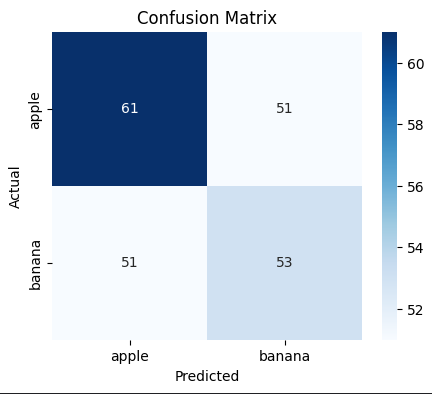 Confusion Matrix
Actual
apple
61
51
banana
51
53
apple
banana
Predicted
60
58
56
54
52